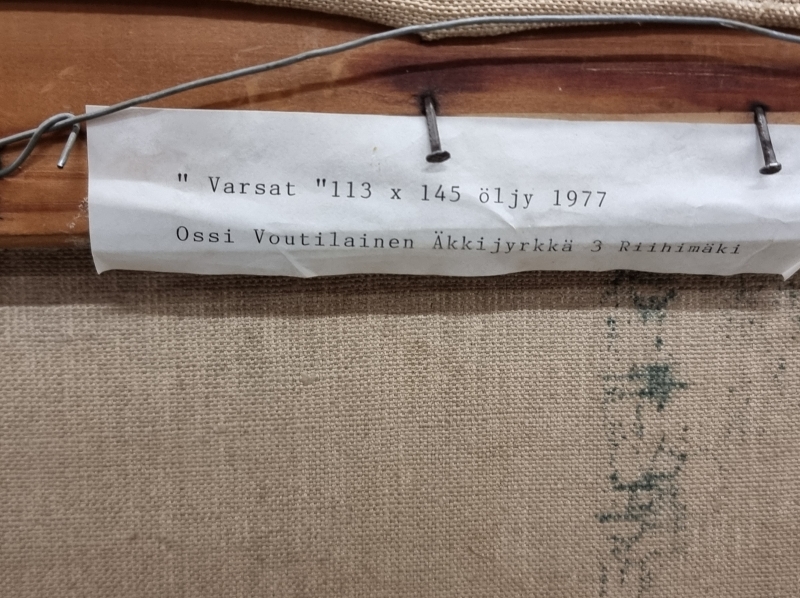 " Varsat "113 x 145 öljy 1977
Ossi Voutilainen Äkkijyrkkä 3 Riihimäki